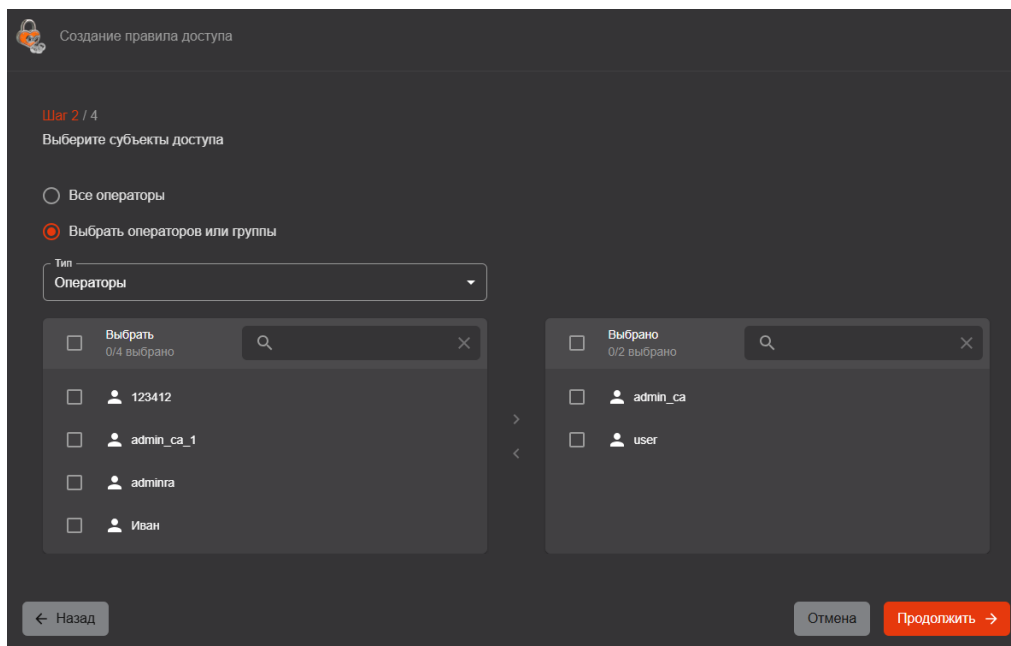 Создание правила доступа
Шаг 2 / 4
Выберите субъекты доступа
Все операторы
Выбрать операторов или группы
Тип
Операторы
Выбрать
0/4 выбрано
123412
admin_ca_1
adminra
Иван
Выбрано
0/2 выбрано
admin_ca
user
Назад
Отмена
Продолжить